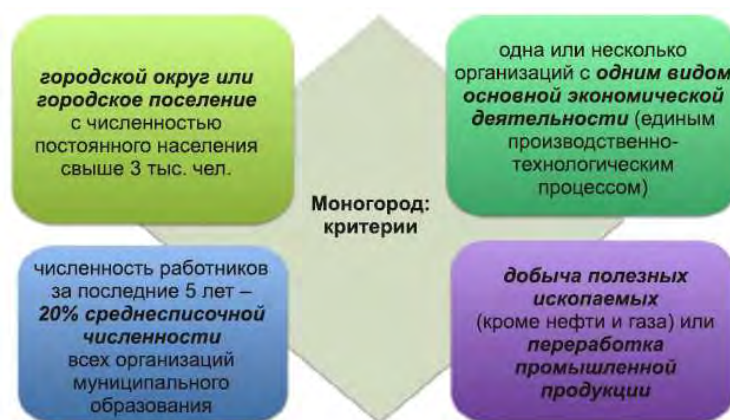 городской округ или
городское поселение
с численностью
постоянного населения
свыше 3 тыс. чел.
одна или несколько
организаций с одним видом
основной экономической
деятельности (единым
производственно-
технологическим
процессом)
Моногород:
критерии
численность работников
за последние 5 лет –
20% среднесписочной
численности
всех организаций
муниципального
образования
добыча полезных
ископаемых
(кроме нефти и газа) или
переработка
промышленной
продукции